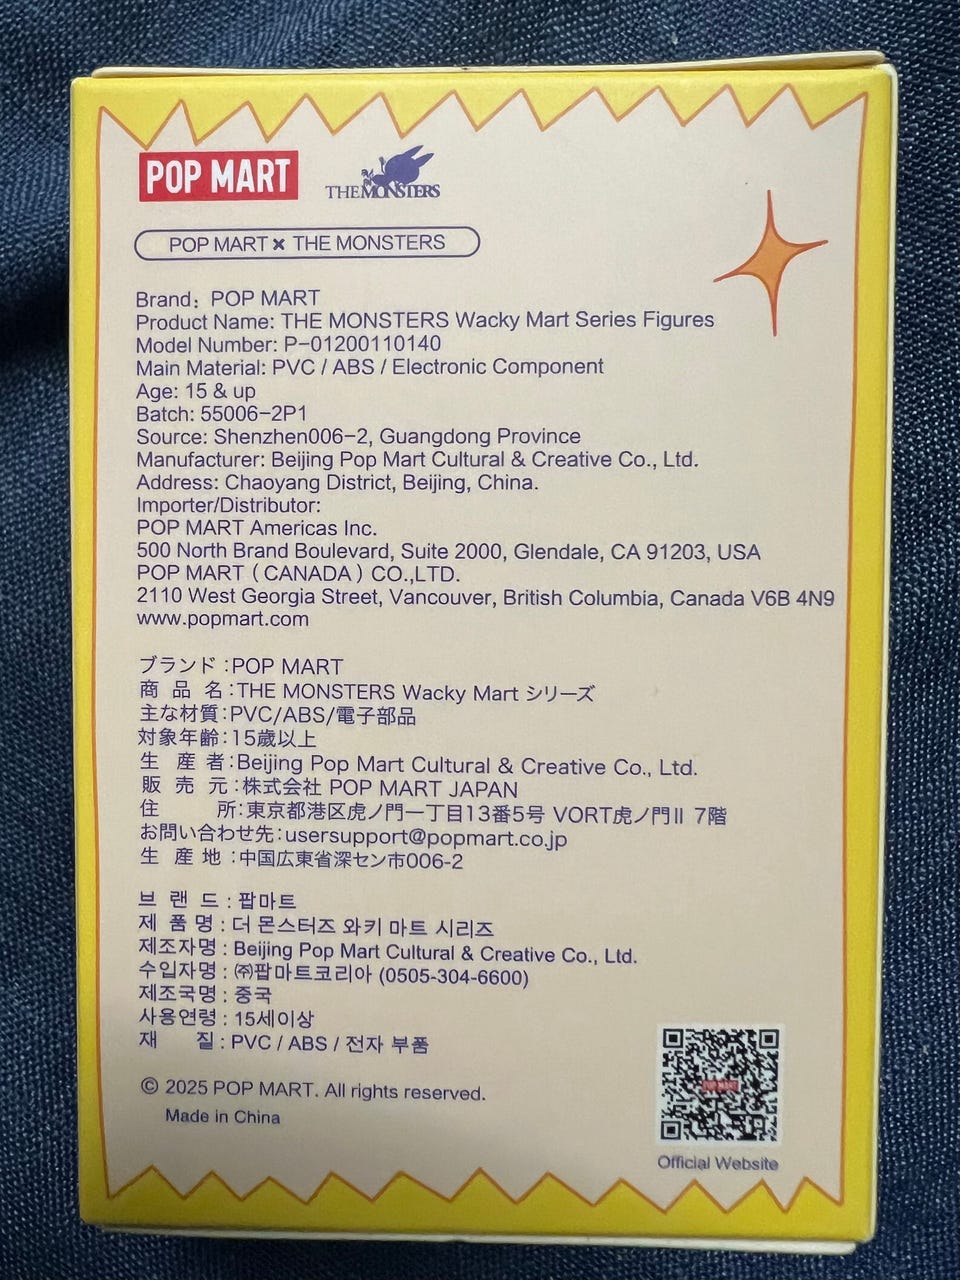 POP MART
THE MONSTERS
POP MART × THE MONSTERS
Brand: POP MART
Product Name: THE MONSTERS Wacky Mart Series Figures
Model Number: P-01200110140
Main Material: PVC / ABS / Electronic Component
Age: 15 & up
Batch: 55006-2P1
Source: Shenzhen006-2, Guangdong Province
Manufacturer: Beijing Pop Mart Cultural & Creative Co., Ltd.
Address: Chaoyang District, Beijing, China.
Importer/Distributor:
POP MART Americas Inc.
500 North Brand Boulevard, Suite 2000, Glendale, CA 91203, USA
POP MART ( CANADA ) CO.,LTD.
2110 West Georgia Street, Vancouver, British Columbia, Canada V6B 4N9
www.popmart.com
ブランド:POP MART
商 品 名:THE MONSTERS Wacky Mart シリーズ
主な材質:PVC/ABS/電子部品
対象年齢:15歳以上
生 産 者:Beijing Pop Mart Cultural & Creative Co., Ltd.
販 売 元:株式会社 POP MART JAPAN
住 所:東京都港区虎ノ門一丁目13番5号 VORT虎ノ門II 7階
お問い合わせ先:usersupport@popmart.co.jp
生 産 地:中国広東省深セン市006-2
브 랜 드 : 팝마트
제 품 명 : 더 몬스터즈 와키 마트 시리즈
제조자명 : Beijing Pop Mart Cultural & Creative Co., Ltd.
수입자명 : ㈜팝마트코리아 (0505-304-6600)
제조국명 : 중국
사용연령 : 15세이상
재 질 : PVC / ABS / 전자 부품
© 2025 POP MART. All rights reserved.
Made in China
POP MART
Official Website